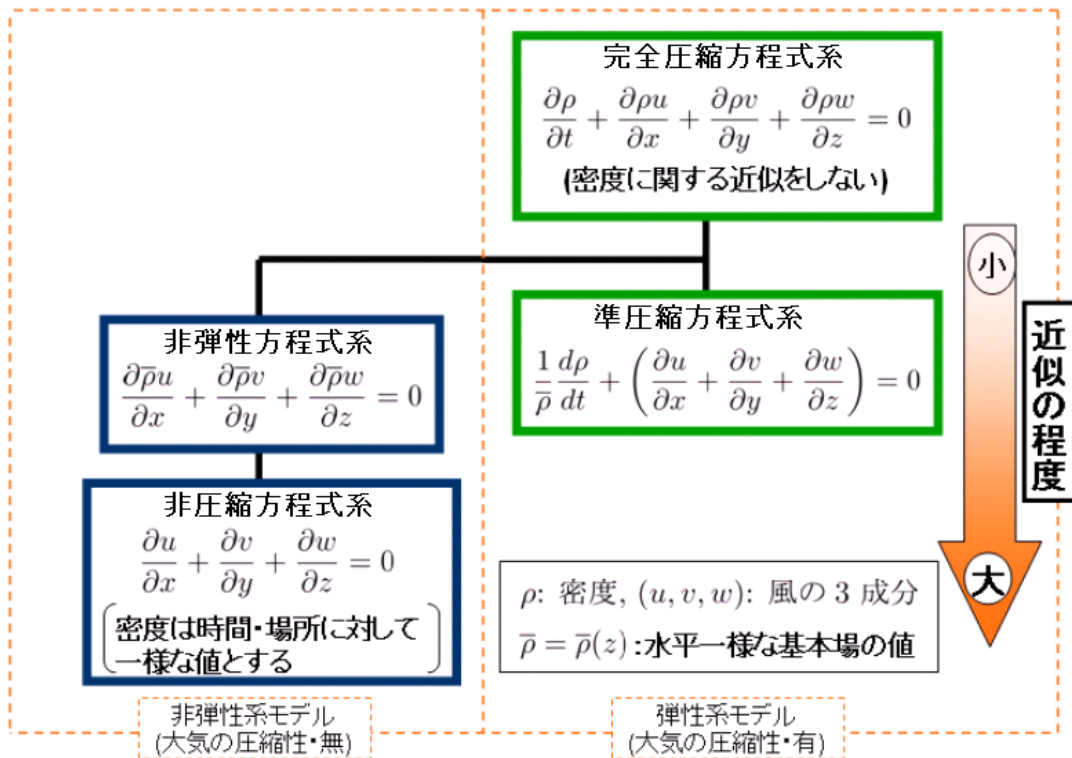 完全圧縮方程式系
∂ρ/∂t + ∂ρu/∂x + ∂ρv/∂y + ∂ρw/∂z = 0
(密度に関する近似をしない)
小
近似の程度
大
準圧縮方程式系
1/ρ̅ dρ/dt + (∂u/∂x + ∂v/∂y + ∂w/∂z) = 0
非弾性方程式系
∂ρ̅u/∂x + ∂ρ̅v/∂y + ∂ρ̅w/∂z = 0
非圧縮方程式系
∂u/∂x + ∂v/∂y + ∂w/∂z = 0
(密度は時間・場所に対して
一様な値とする)
ρ: 密度, (u, v, w): 風の 3 成分
ρ̅ = ρ̅(z) : 水平一様な基本場の値
非弾性系モデル
(大気の圧縮性・無)
弾性系モデル
(大気の圧縮性・有)